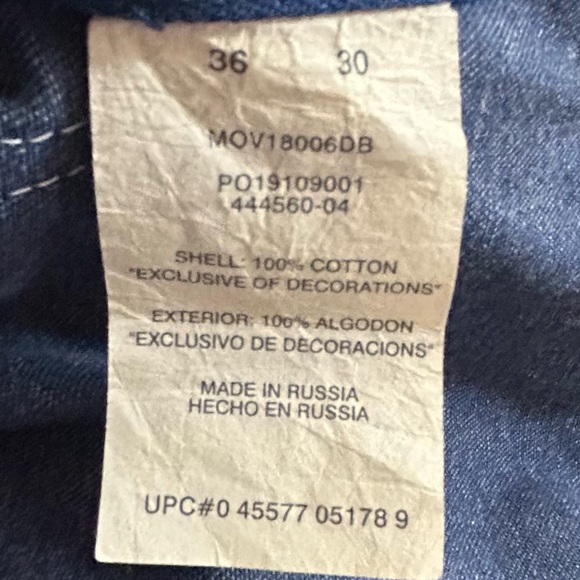 36 30
MOV18006DB
PO19109001
444560-04
SHELL: 100% COTTON
"EXCLUSIVE OF DECORATIONS"
EXTERIOR: 100% ALGODON
"EXCLUSIVO DE DECORACIONS"
MADE IN RUSSIA
HECHO EN RUSSIA
UPC#0 45577 05178 9